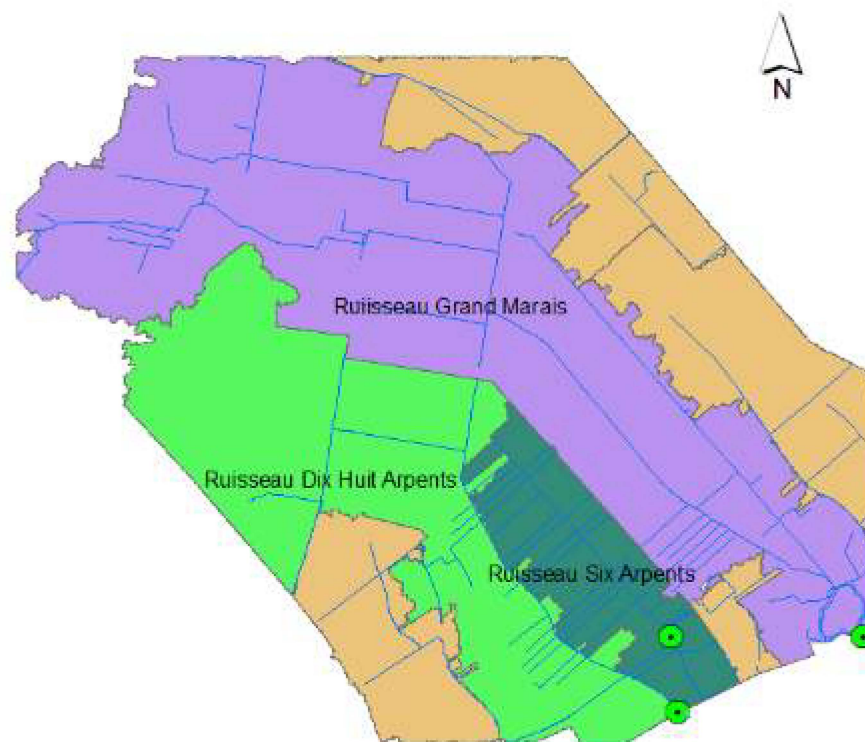 N
Ruiisseau Grand Marais
Ruisseau Dix Huit Arpents
Ruisseau Six Arpents